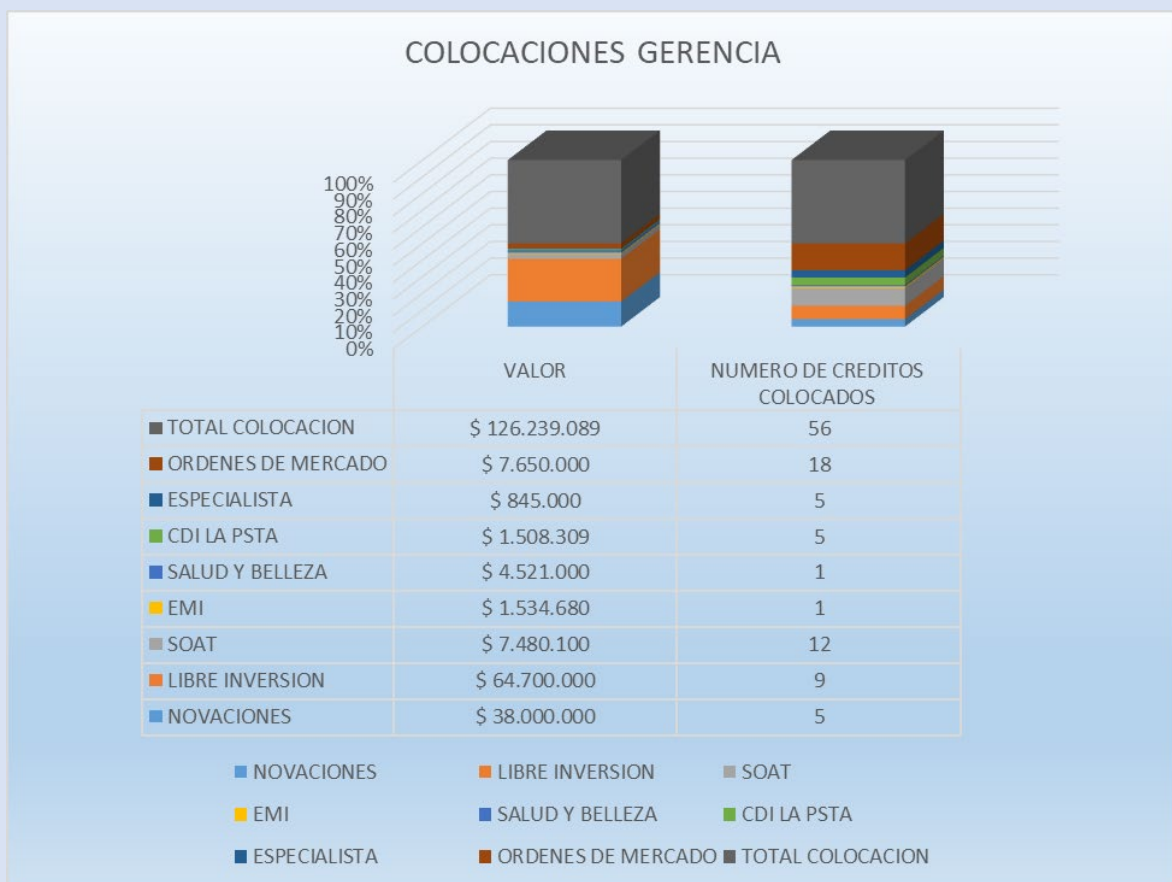 COLOCACIONES GERENCIA
100%
90%
80%
70%
60%
50%
40%
30%
20%
10%
0%
VALOR NUMERO DE CREDITOS
COLOCADOS
TOTAL COLOCACION $ 126.239.089 56
ORDENES DE MERCADO $ 7.650.000 18
ESPECIALISTA $ 845.000 5
CDI LA PSTA $ 1.508.309 5
SALUD Y BELLEZA $ 4.521.000 1
EMI $ 1.534.680 1
SOAT $ 7.480.100 12
LIBRE INVERSION $ 64.700.000 9
NOVACIONES $ 38.000.000 5
NOVACIONES LIBRE INVERSION SOAT
EMI SALUD Y BELLEZA CDI LA PSTA
ESPECIALISTA ORDENES DE MERCADO TOTAL COLOCACION